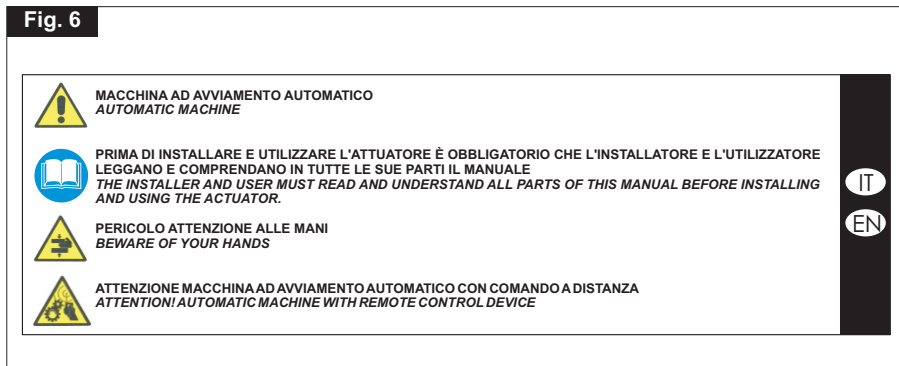 Fig. 6
MACCHINA AD AVVIAMENTO AUTOMATICO
AUTOMATIC MACHINE
PRIMA DI INSTALLARE E UTILIZZARE L'ATTUATORE È OBBLIGATORIO CHE L'INSTALLATORE E L'UTILIZZATORE
LEGGANO E COMPRENDANO IN TUTTE LE SUE PARTI IL MANUALE
THE INSTALLER AND USER MUST READ AND UNDERSTAND ALL PARTS OF THIS MANUAL BEFORE INSTALLING
AND USING THE ACTUATOR.
IT
EN
PERICOLO ATTENZIONE ALLE MANI
BEWARE OF YOUR HANDS
ATTENZIONE MACCHINA AD AVVIAMENTO AUTOMATICO CON COMANDO A DISTANZA
ATTENTION! AUTOMATIC MACHINE WITH REMOTE CONTROL DEVICE